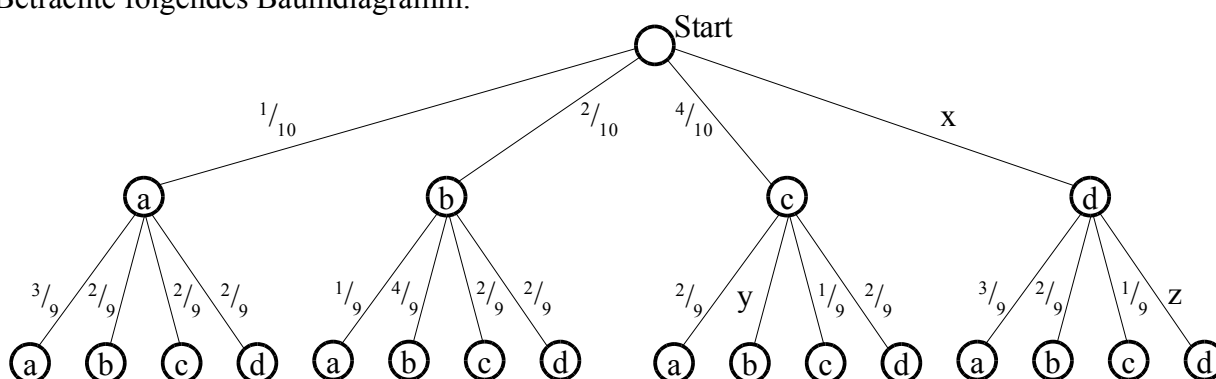 Betrachte folgendes Baumdiagramm.
Start
1/10 2/10 4/10 x
a b c d
3/9 2/9 2/9 2/9 1/9 4/9 2/9 2/9 2/9 y 1/9 2/9 3/9 2/9 1/9 z
a b c d a b c d a b c d a b c d